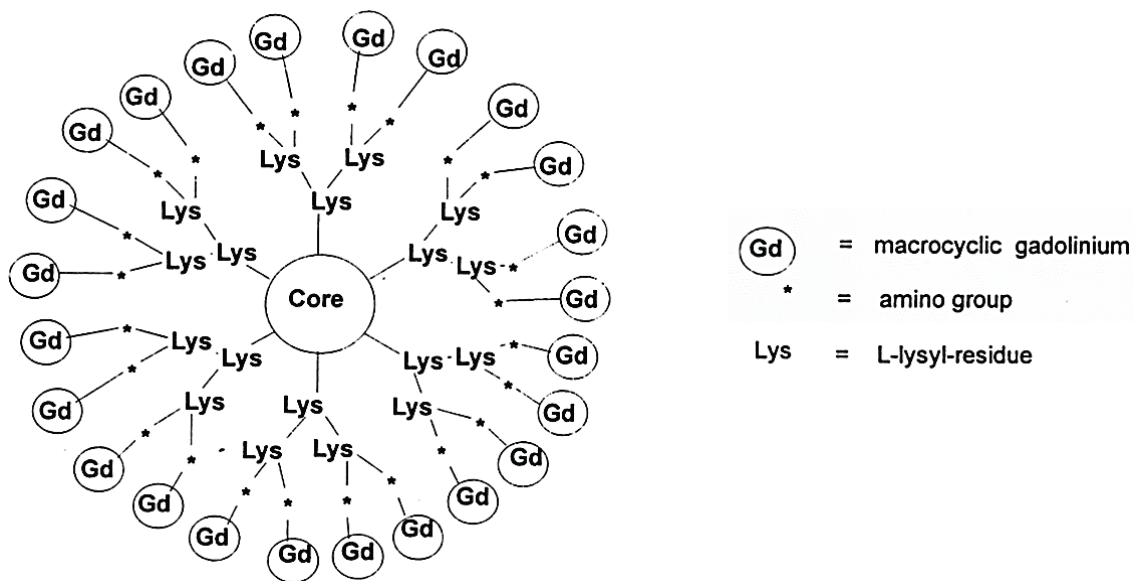 Gd Gd Gd
Gd
Gd Gd
Gd
Lys Lys Gd
Gd Lys Lys Lys
Gd
Lys Lys
Lys Lys
Gd
Core Gd
Gd Lys Lys Lys Lys Gd
Gd Lys Lys Lys Gd
Lys Lys Gd
Gd
Gd Gd
Gd Gd
Gd Gd
Gd = macrocyclic gadolinium
* = amino group
Lys = L-lysyl-residue